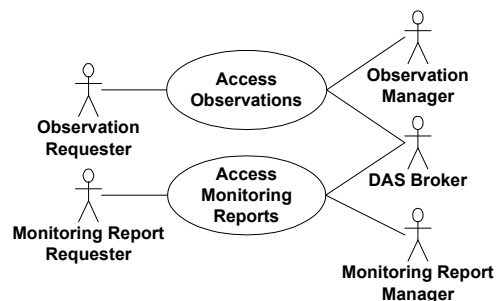 Access
Observations
Observation
Manager
Observation
Requester
Access
Monitoring
Reports
DAS Broker
Monitoring Report
Requester
Monitoring Report
Manager